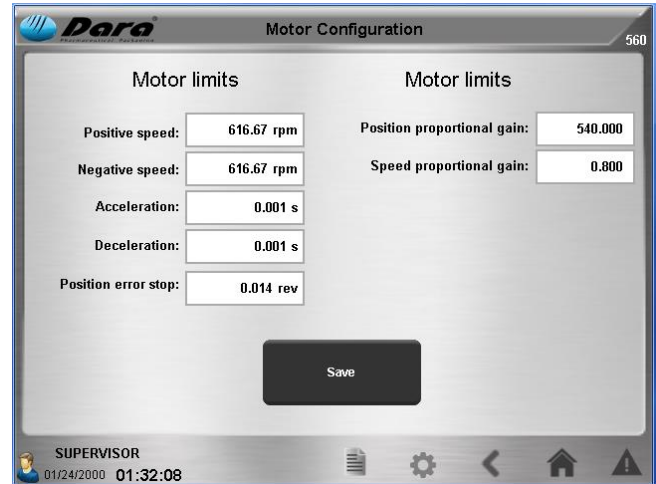 Dara
Pharmaceutical Packaging
Motor Configuration
560
Motor limits
Positive speed: 616.67 rpm
Negative speed: 616.67 rpm
Acceleration: 0.001 s
Deceleration: 0.001 s
Position error stop: 0.014 rev
Motor limits
Position proportional gain: 540.000
Speed proportional gain: 0.800
Save
SUPERVISOR
01/24/2000 01:32:08